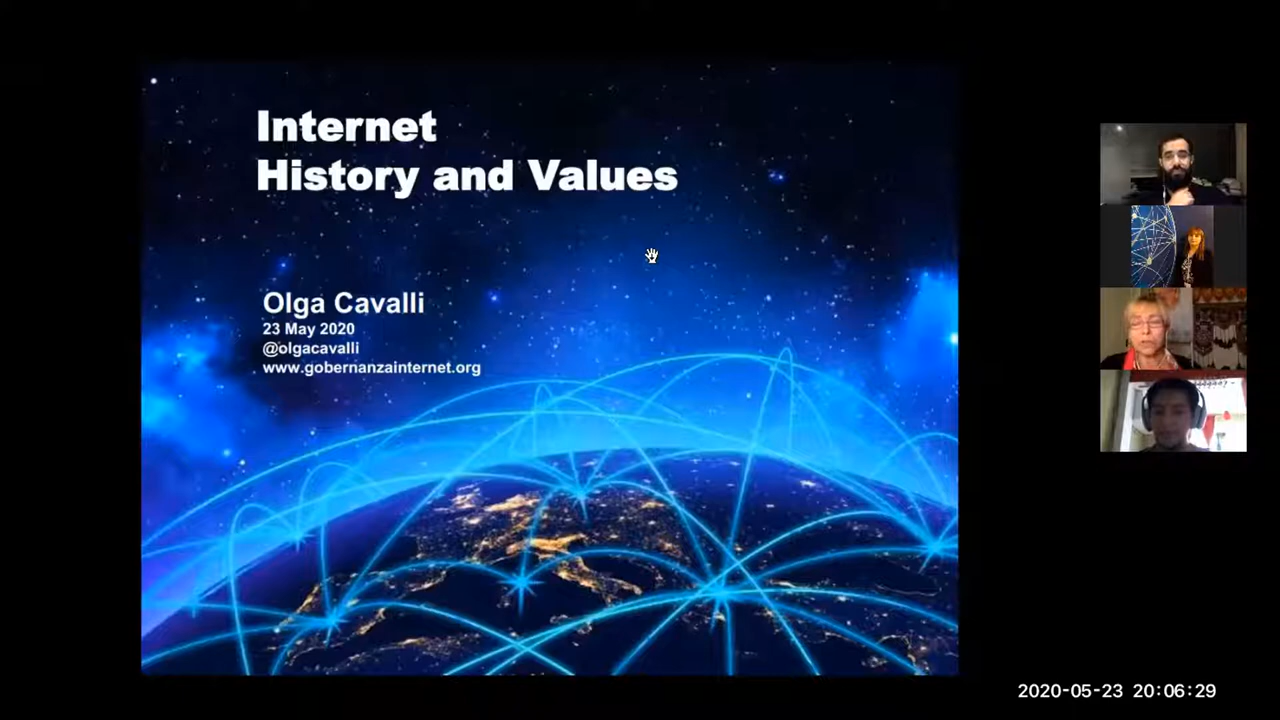 Internet
History and Values
Olga Cavalli
23 May 2020
@olgacavalli
www.gobernanzainternet.org
2020-05-23 20:06:29